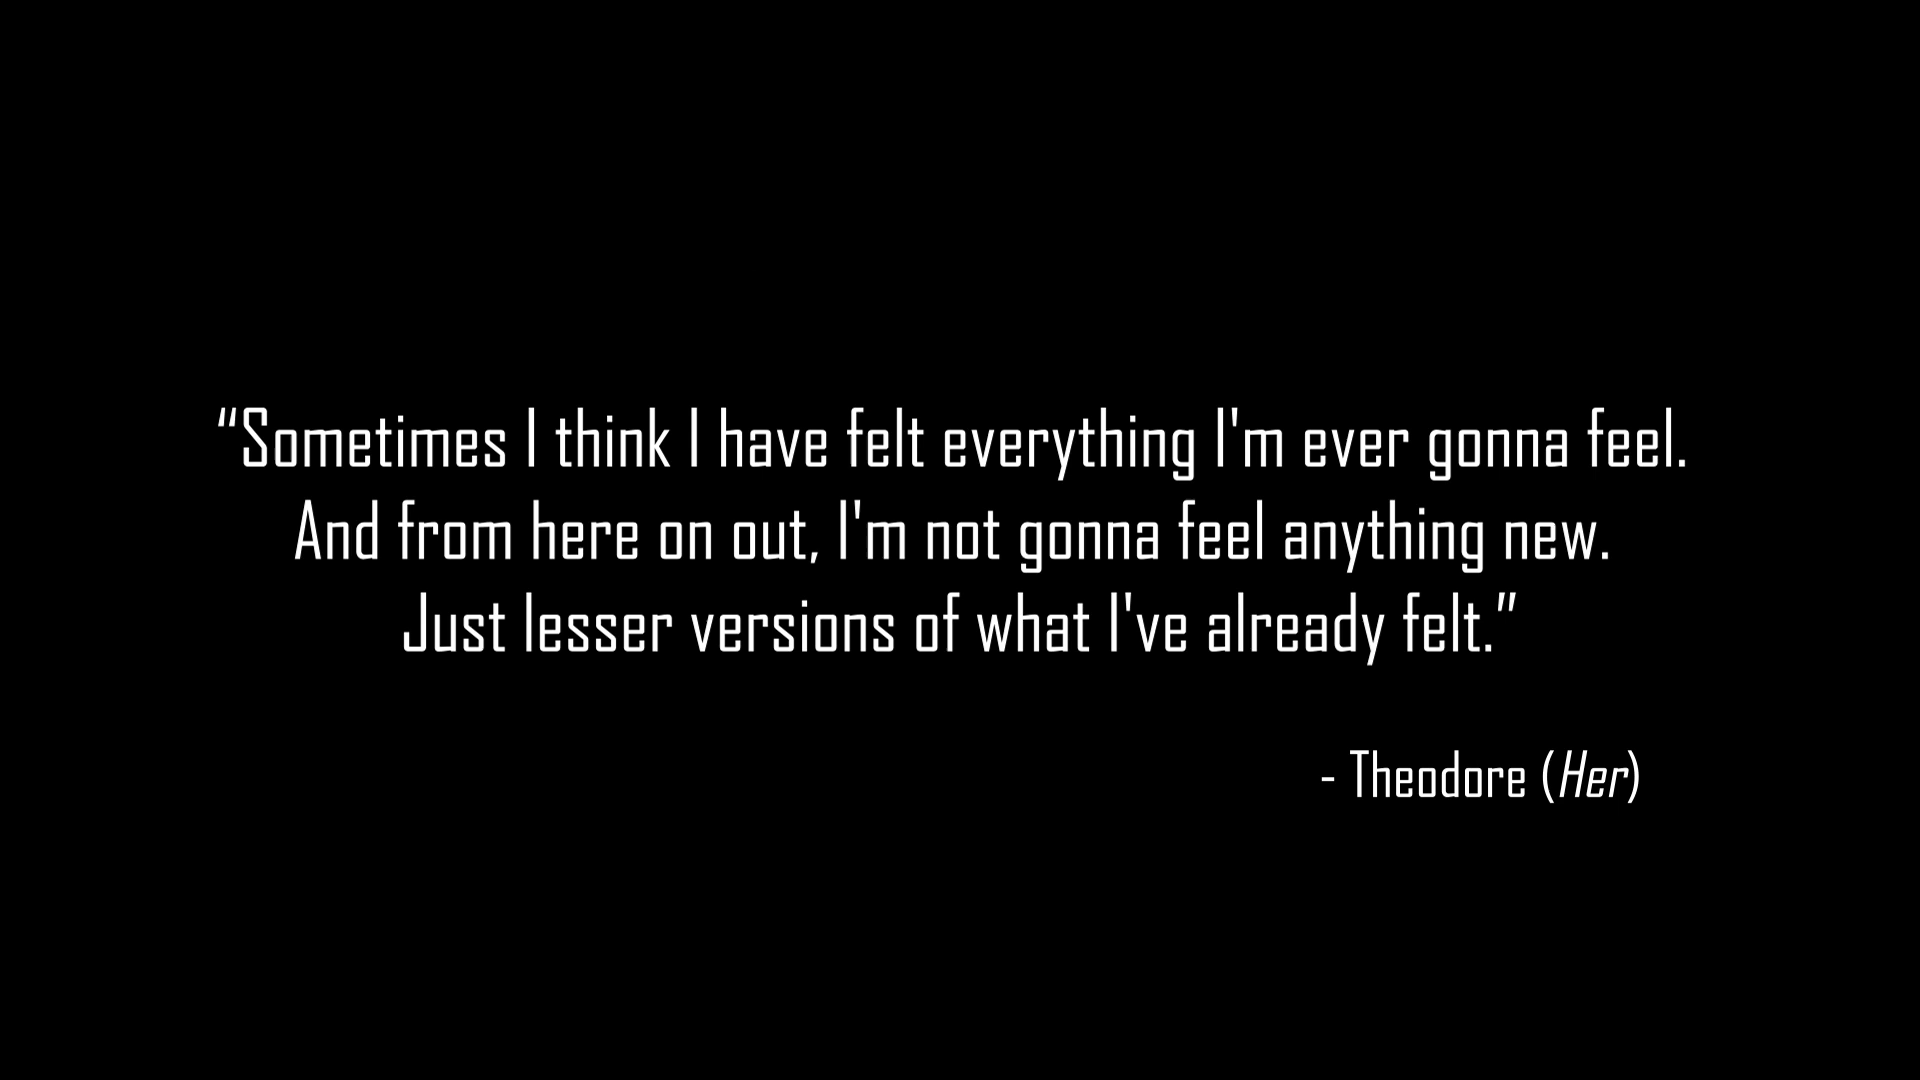 “Sometimes I think I have felt everything I'm ever gonna feel.
And from here on out, I'm not gonna feel anything new.
Just lesser versions of what I've already felt.”
- Theodore (Her)